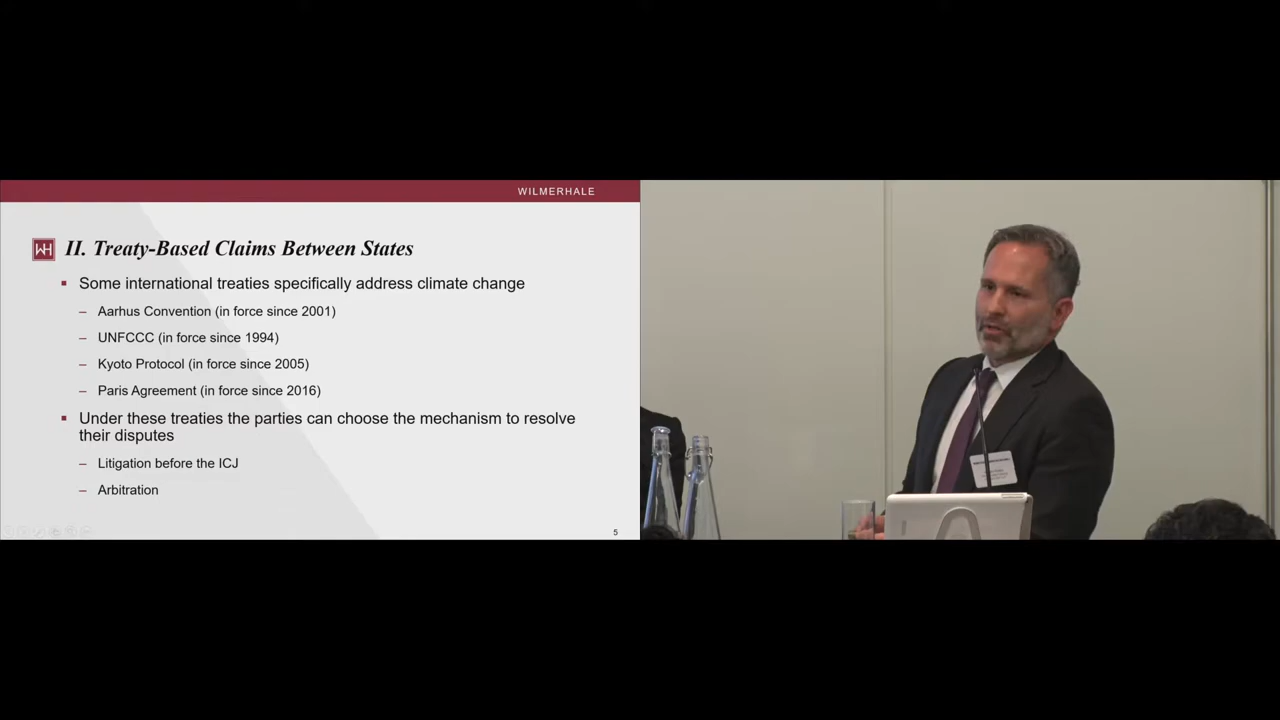 WILMERHALE
WH
II. Treaty-Based Claims Between States
▪ Some international treaties specifically address climate change
– Aarhus Convention (in force since 2001)
– UNFCCC (in force since 1994)
– Kyoto Protocol (in force since 2005)
– Paris Agreement (in force since 2016)
▪ Under these treaties the parties can choose the mechanism to resolve
their disputes
– Litigation before the ICJ
– Arbitration
5